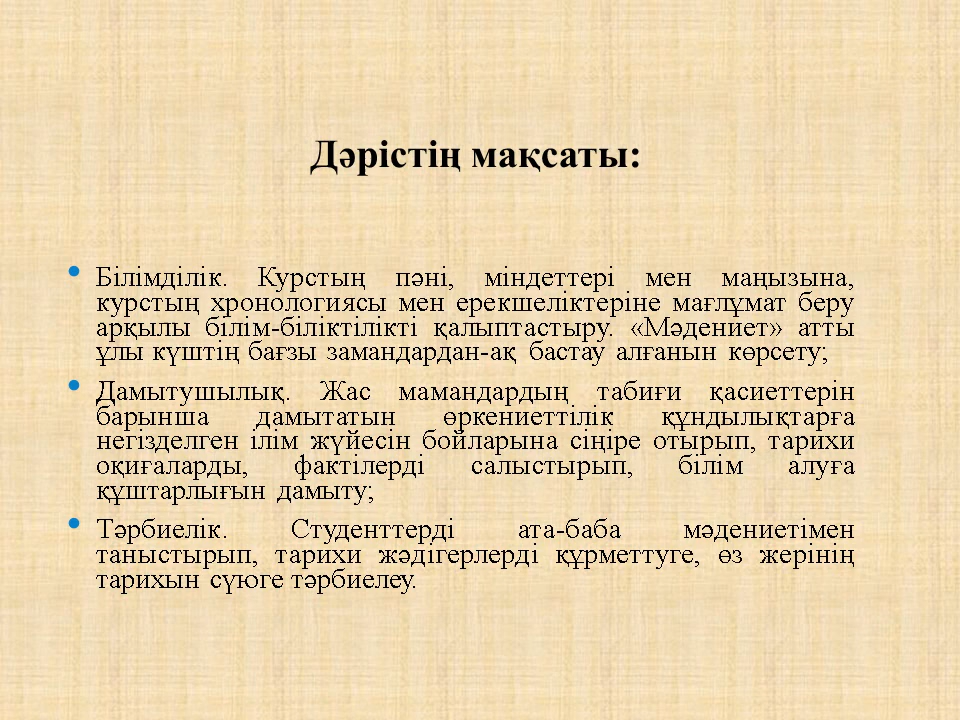 Дәрістің мақсаты:
• Білімділік. Курстың пәні, міндеттері мен маңызына,
курстың хронологиясы мен ерекшеліктеріне мағлұмат беру
арқылы білім-біліктілікті қалыптастыру. «Мәдениет» атты
ұлы күштің бағзы замандардан-ақ бастау алғанын көрсету;
• Дамытушылық. Жас мамандардың табиғи қасиеттерін
барынша дамытатын өркениеттілік құндылықтарға
негізделген ілім жүйесін бойларына сіңіре отырып, тарихи
оқиғаларды, фактілерді салыстырып, білім алуға
құштарлығын дамыту;
• Тәрбиелік. Студенттерді ата-баба мәдениетімен
таныстырып, тарихи жәдігерлерді құрметтуге, өз жерінің
тарихын сүюге тәрбиелеу.